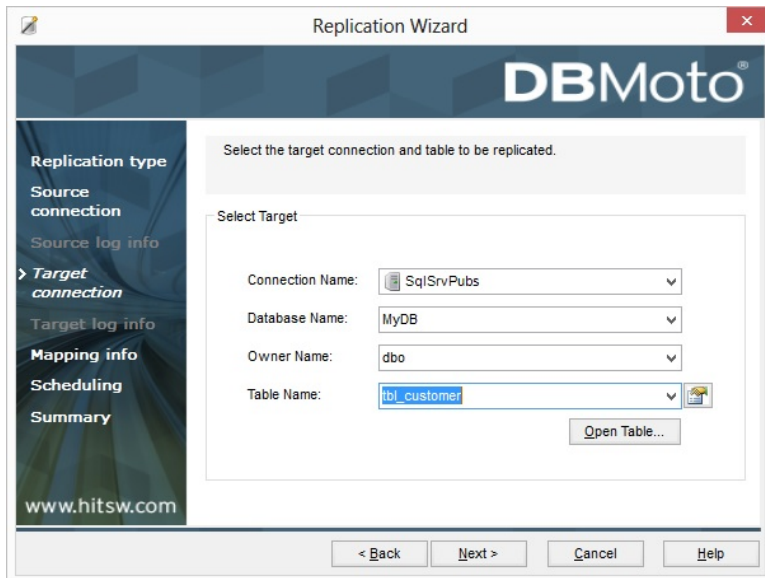 Replication Wizard
DBMoto®
Replication type
Source
connection
Source log info
Target
connection
Target log info
Mapping info
Scheduling
Summary
www.hitsw.com
Select the target connection and table to be replicated.
Select Target
Connection Name: SqlSrvPubs
Database Name: MyDB
Owner Name: dbo
Table Name: tbl_customer
Open Table...
< Back Next > Cancel Help